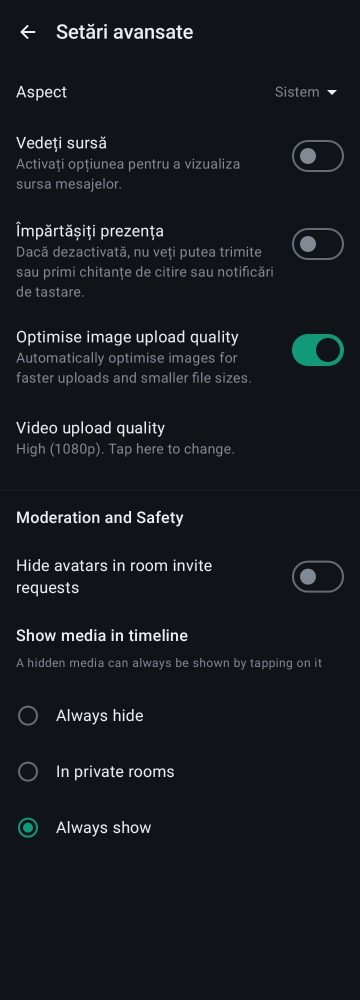 Setări avansate
Aspect
Sistem
Vedeți sursă
Activați opțiunea pentru a vizualiza
sursa mesajelor.
Împărtășiți prezența
Dacă dezactivată, nu veți putea trimite
sau primi chitanțe de citire sau notificări
de tastare.
Optimise image upload quality
Automatically optimise images for
faster uploads and smaller file sizes.
Video upload quality
High (1080p). Tap here to change.
Moderation and Safety
Hide avatars in room invite
requests
Show media in timeline
A hidden media can always be shown by tapping on it
Always hide
In private rooms
Always show